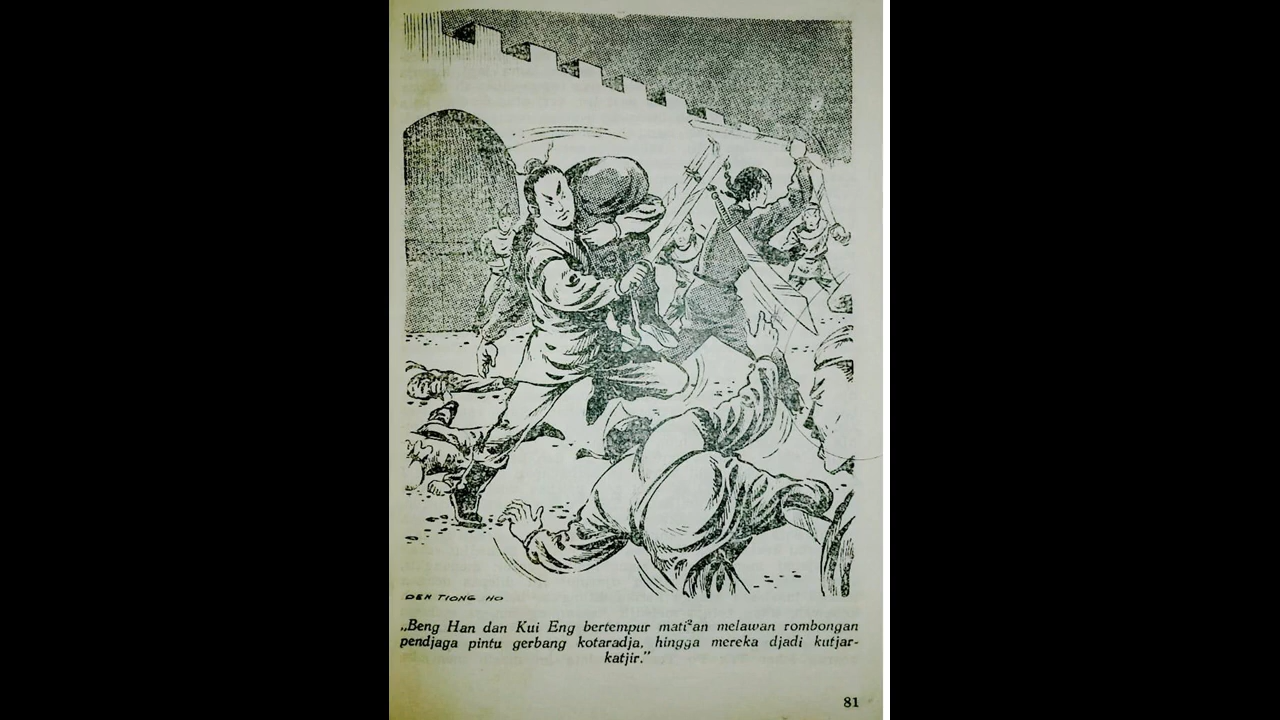 OEN TIONG HO
„Beng Han dan Kui Eng bertempur mati²an melawan rombongan
pendjaga pintu gerbang kotaradja, hingga mereka djadi kutjar-
katjir."
81